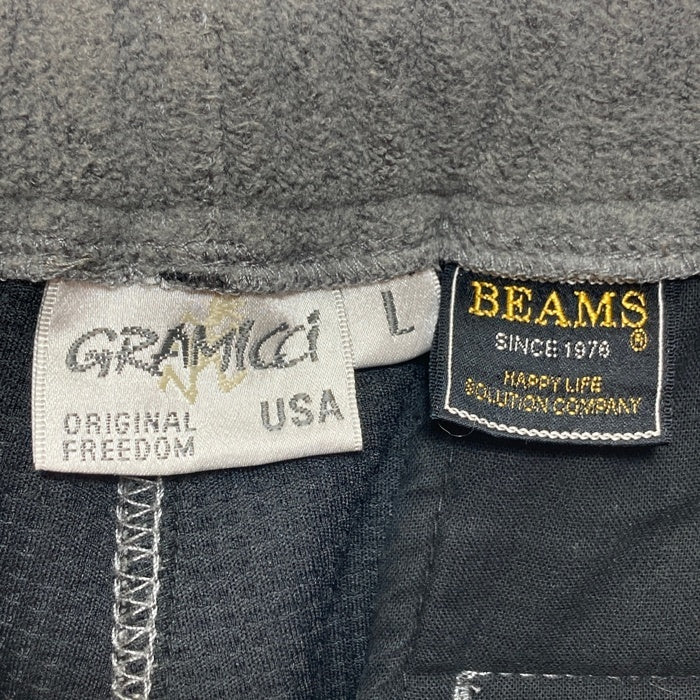 GRAMICCi
ORIGINAL
FREEDOM
USA
L
BEAMS®
SINCE 1976
HAPPY LIFE
SOLUTION COMPANY